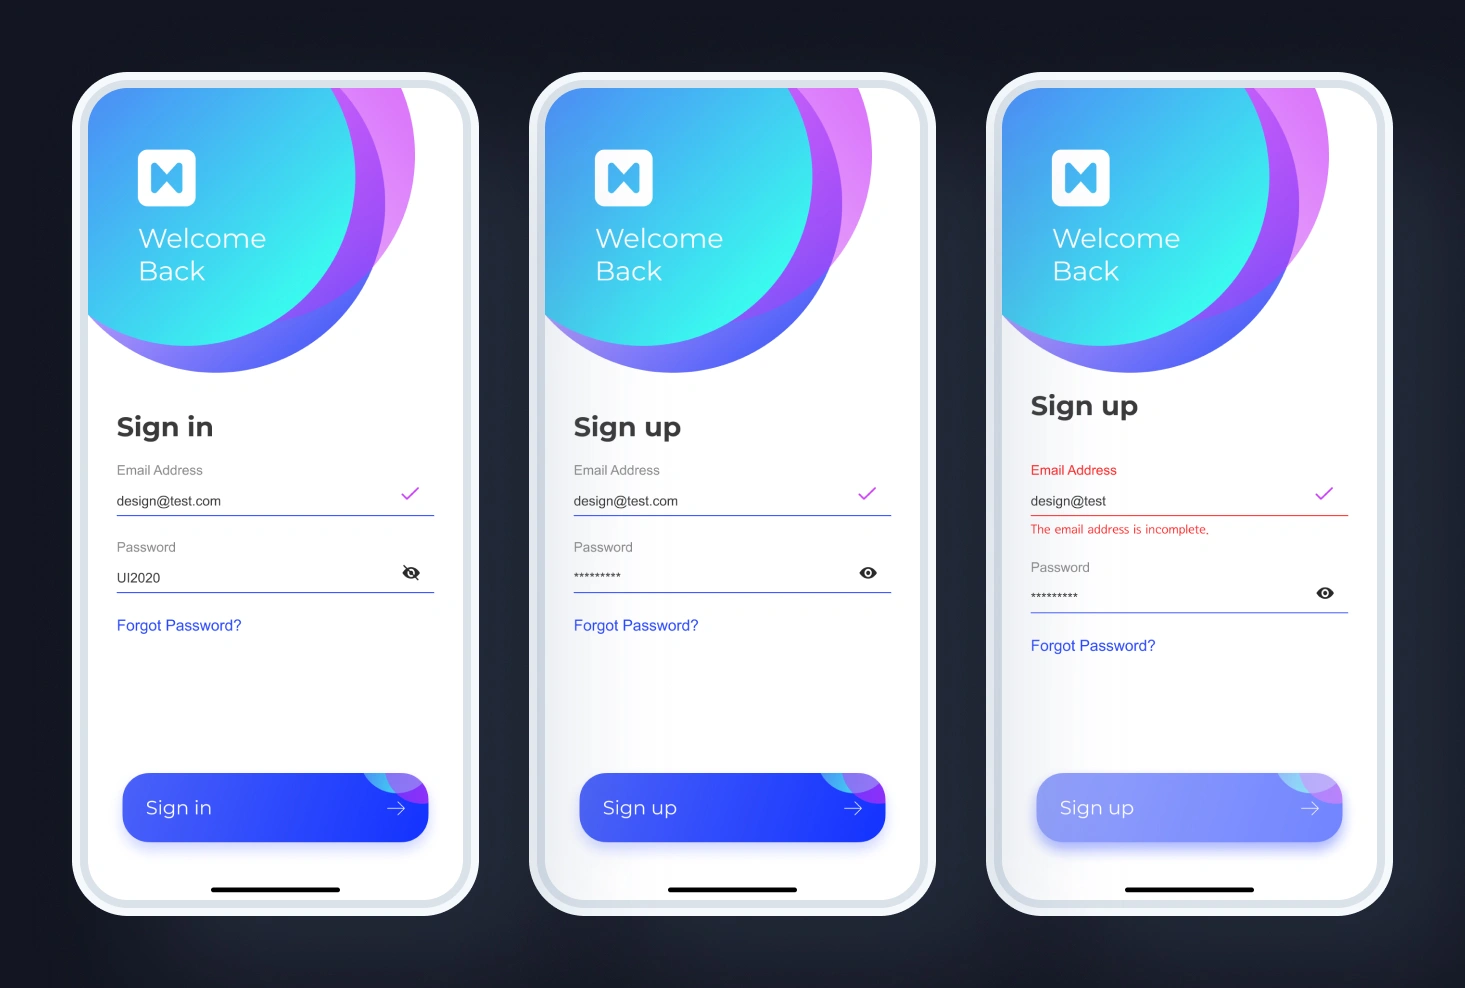 Welcome
Back
Sign in
Email Address
design@test.com
Password
UI2020
Forgot Password?
Sign in
Welcome
Back
Sign up
Email Address
design@test.com
Password
*********
Forgot Password?
Sign up
Welcome
Back
Sign up
Email Address
design@test
The email address is incomplete.
Password
*********
Forgot Password?
Sign up